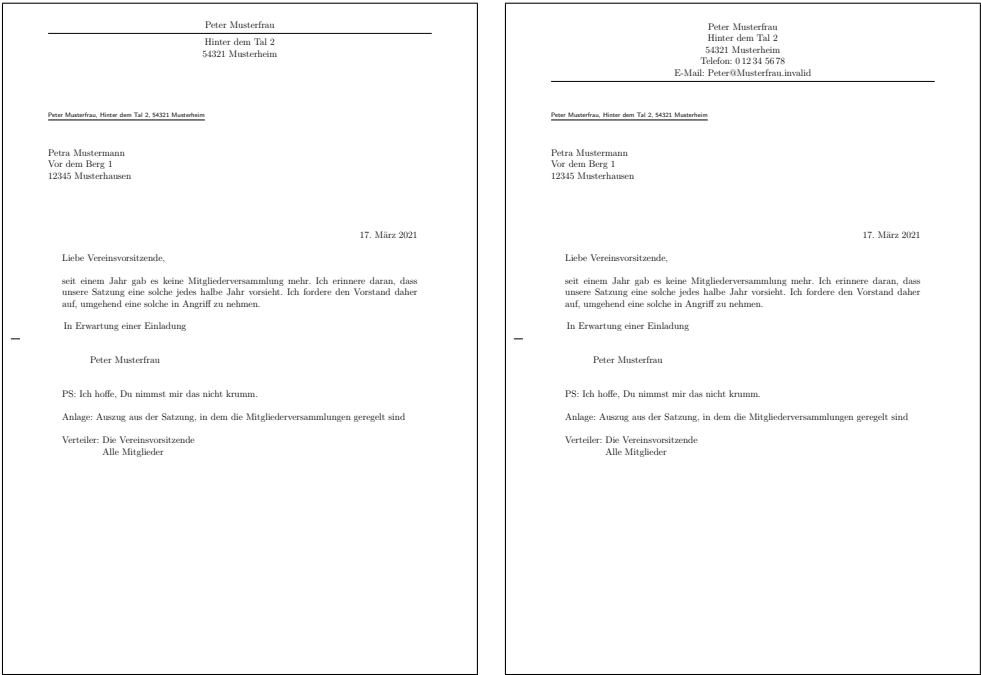 Peter Musterfrau
Hinter dem Tal 2
54321 Musterheim
Peter Musterfrau, Hinter dem Tal 2, 54321 Musterheim
Petra Mustermann
Vor dem Berg 1
12345 Musterhausen
17. März 2021
Liebe Vereinsvorsitzende,
seit einem Jahr gab es keine Mitgliederversammlung mehr. Ich erinnere daran, dass
unsere Satzung eine solche jedes halbe Jahr vorsieht. Ich fordere den Vorstand daher
auf, umgehend eine solche in Angriff zu nehmen.
In Erwartung einer Einladung
Peter Musterfrau
PS: Ich hoffe, Du nimmst mir das nicht krumm.
Anlage: Auszug aus der Satzung, in dem die Mitgliederversammlungen geregelt sind
Verteiler: Die Vereinsvorsitzende
Alle Mitglieder
Peter Musterfrau
Hinter dem Tal 2
54321 Musterheim
Telefon: 0 12 34 56 78
E-Mail: Peter@Musterfrau.invalid
Peter Musterfrau, Hinter dem Tal 2, 54321 Musterheim
Petra Mustermann
Vor dem Berg 1
12345 Musterhausen
17. März 2021
Liebe Vereinsvorsitzende,
seit einem Jahr gab es keine Mitgliederversammlung mehr. Ich erinnere daran, dass
unsere Satzung eine solche jedes halbe Jahr vorsieht. Ich fordere den Vorstand daher
auf, umgehend eine solche in Angriff zu nehmen.
In Erwartung einer Einladung
Peter Musterfrau
PS: Ich hoffe, Du nimmst mir das nicht krumm.
Anlage: Auszug aus der Satzung, in dem die Mitgliederversammlungen geregelt sind
Verteiler: Die Vereinsvorsitzende
Alle Mitglieder